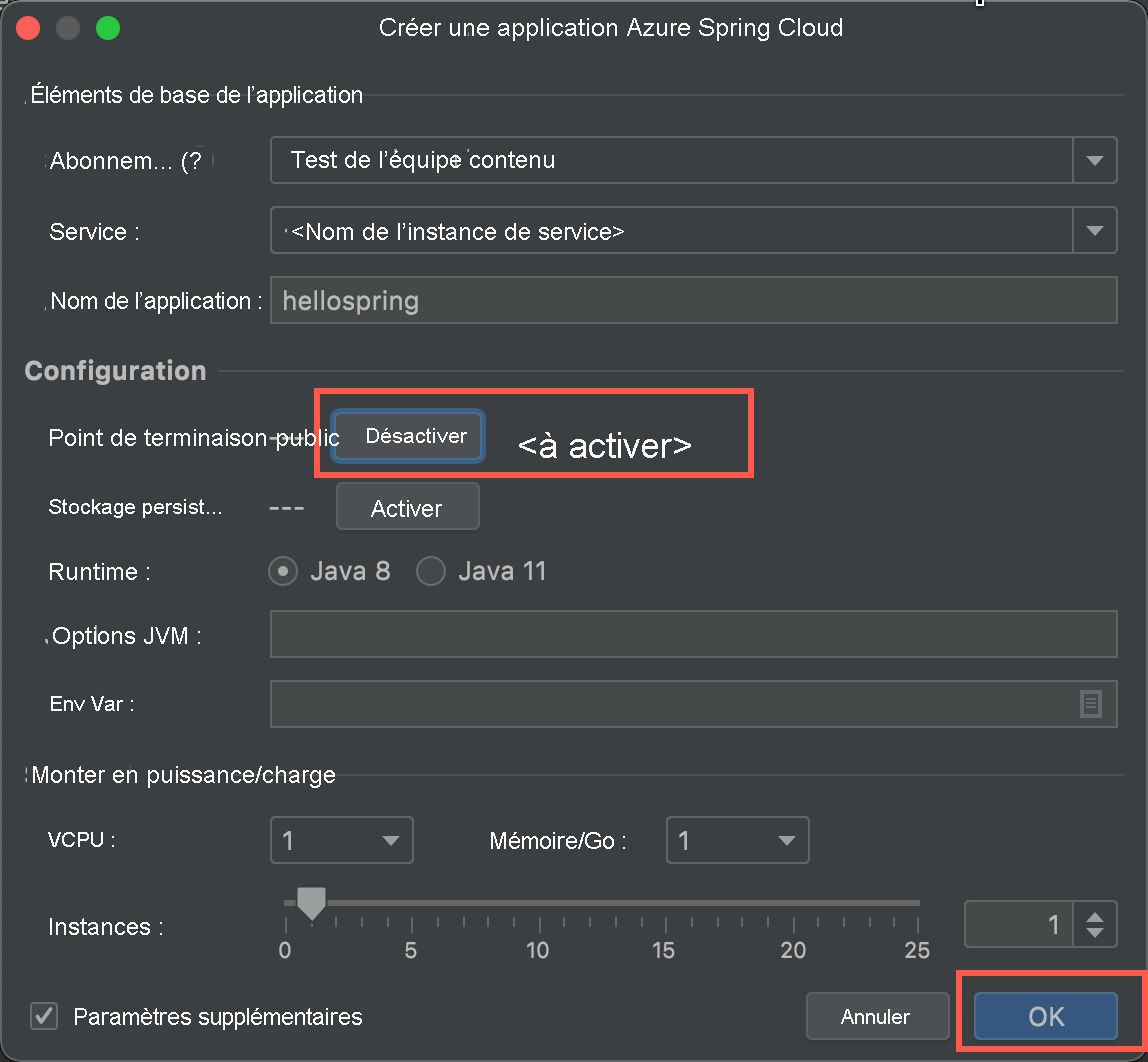 Créer une application Azure Spring Cloud
Éléments de base de l’application
Abonnem... (?
Test de l’équipe contenu
Service :
<Nom de l’instance de service>
Nom de l’application :
hellospring
Configuration
Point de terminaison public
Désactiver
<à activer>
Stockage persist...
---
Activer
Runtime :
Java 8
Java 11
Options JVM :
Env Var :
Monter en puissance/charge
VCPU :
1
Mémoire/Go :
1
Instances :
0 5 10 15 20 25
1
Paramètres supplémentaires
Annuler
OK